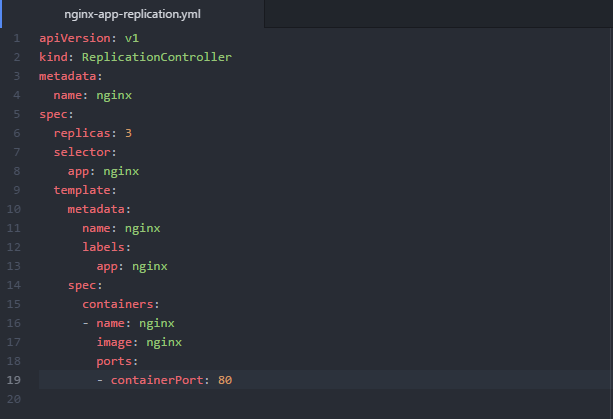 nginx-app-replication.yml
1 apiVersion: v1
2 kind: ReplicationController
3 metadata:
4   name: nginx
5 spec:
6   replicas: 3
7   selector:
8     app: nginx
9   template:
10     metadata:
11       name: nginx
12       labels:
13         app: nginx
14     spec:
15       containers:
16       - name: nginx
17         image: nginx
18         ports:
19         - containerPort: 80
20